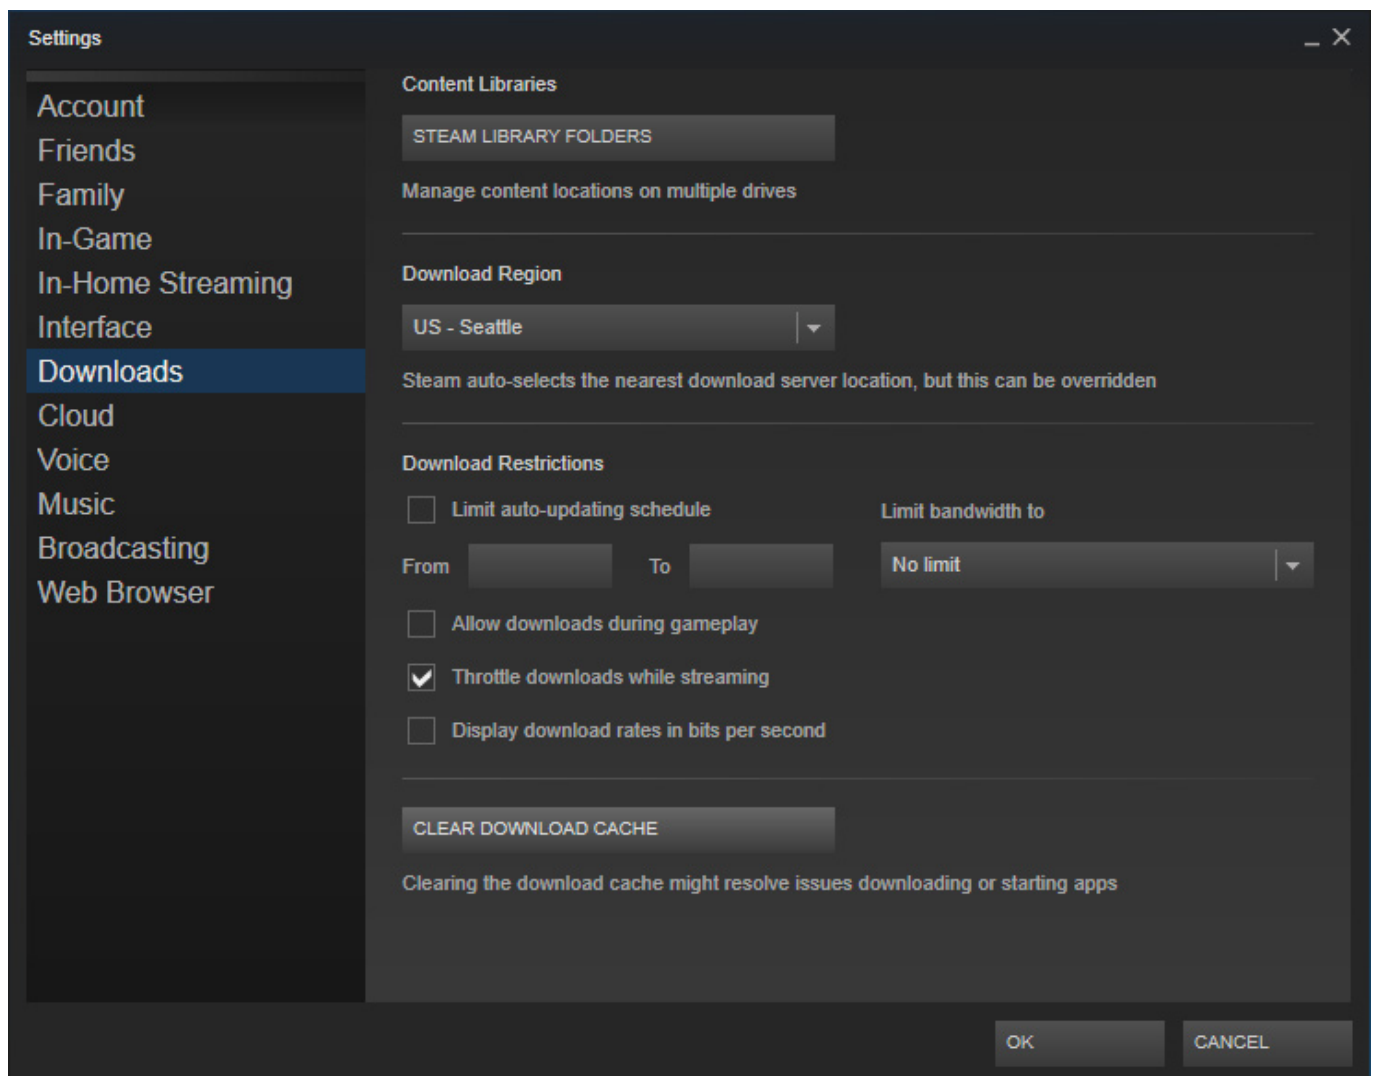 Settings
Account
Friends
Family
In-Game
In-Home Streaming
Interface
Downloads
Cloud
Voice
Music
Broadcasting
Web Browser
Content Libraries
STEAM LIBRARY FOLDERS
Manage content locations on multiple drives
Download Region
US - Seattle
Steam auto-selects the nearest download server location, but this can be overridden
Download Restrictions
Limit auto-updating schedule
Limit bandwidth to
From
To
No limit
Allow downloads during gameplay
Throttle downloads while streaming
Display download rates in bits per second
CLEAR DOWNLOAD CACHE
Clearing the download cache might resolve issues downloading or starting apps
OK
CANCEL